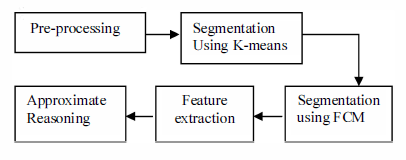 Pre-processing
Segmentation
Using K-means
Segmentation
using FCM
Feature
extraction
Approximate
Reasoning